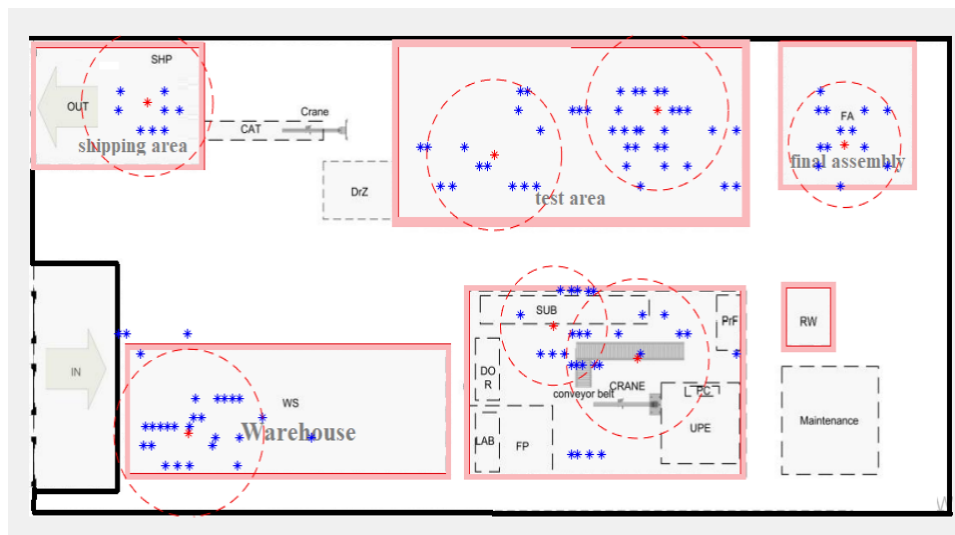 SHP
OUT
shipping area
CAT
Crane
DrZ
test area
FA
final assembly
IN
WS
Warehouse
SUB
PrF
DO
R
conveyor belt
CRANE
PC
UPE
LAB
FP
RW
Maintenance
W